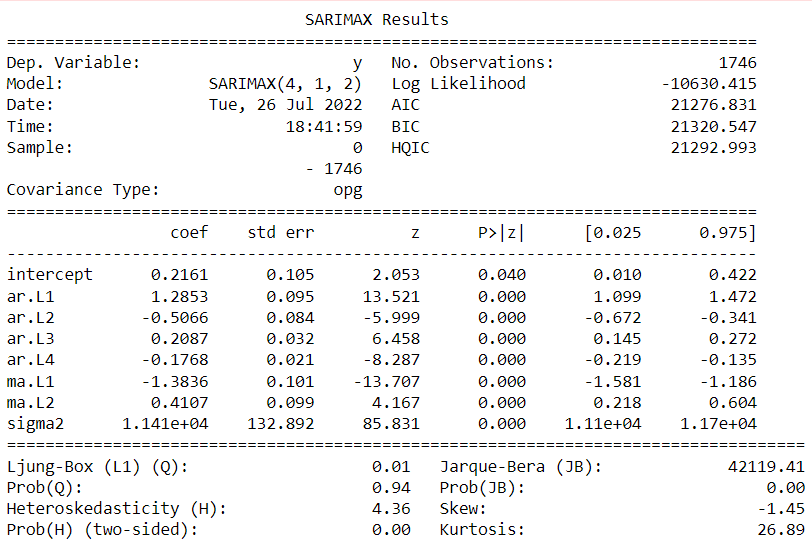 SARIMAX Results
==============================================================================
Dep. Variable:                      y   No. Observations:                 1746
Model:               SARIMAX(4, 1, 2)   Log Likelihood              -10630.415
Date:                Tue, 26 Jul 2022   AIC                          21276.831
Time:                        18:41:59   BIC                          21320.547
Sample:                             0   HQIC                         21292.993
                               - 1746
Covariance Type:                  opg
==============================================================================
                 coef    std err          z      P>|z|      [0.025      0.975]
------------------------------------------------------------------------------
intercept      0.2161      0.105      2.053      0.040       0.010       0.422
ar.L1          1.2853      0.095     13.521      0.000       1.099       1.472
ar.L2         -0.5066      0.084     -5.999      0.000      -0.672      -0.341
ar.L3          0.2087      0.032      6.458      0.000       0.145       0.272
ar.L4         -0.1768      0.021     -8.287      0.000      -0.219      -0.135
ma.L1         -1.3836      0.101    -13.707      0.000      -1.581      -1.186
ma.L2          0.4107      0.099      4.167      0.000       0.218       0.604
sigma2      1.141e+04    132.892     85.831      0.000    1.11e+04    1.17e+04
===================================================================================
Ljung-Box (L1) (Q):                   0.01   Jarque-Bera (JB):             42119.41
Prob(Q):                              0.94   Prob(JB):                         0.00
Heteroskedasticity (H):               4.36   Skew:                            -1.45
Prob(H) (two-sided):                  0.00   Kurtosis:                        26.89